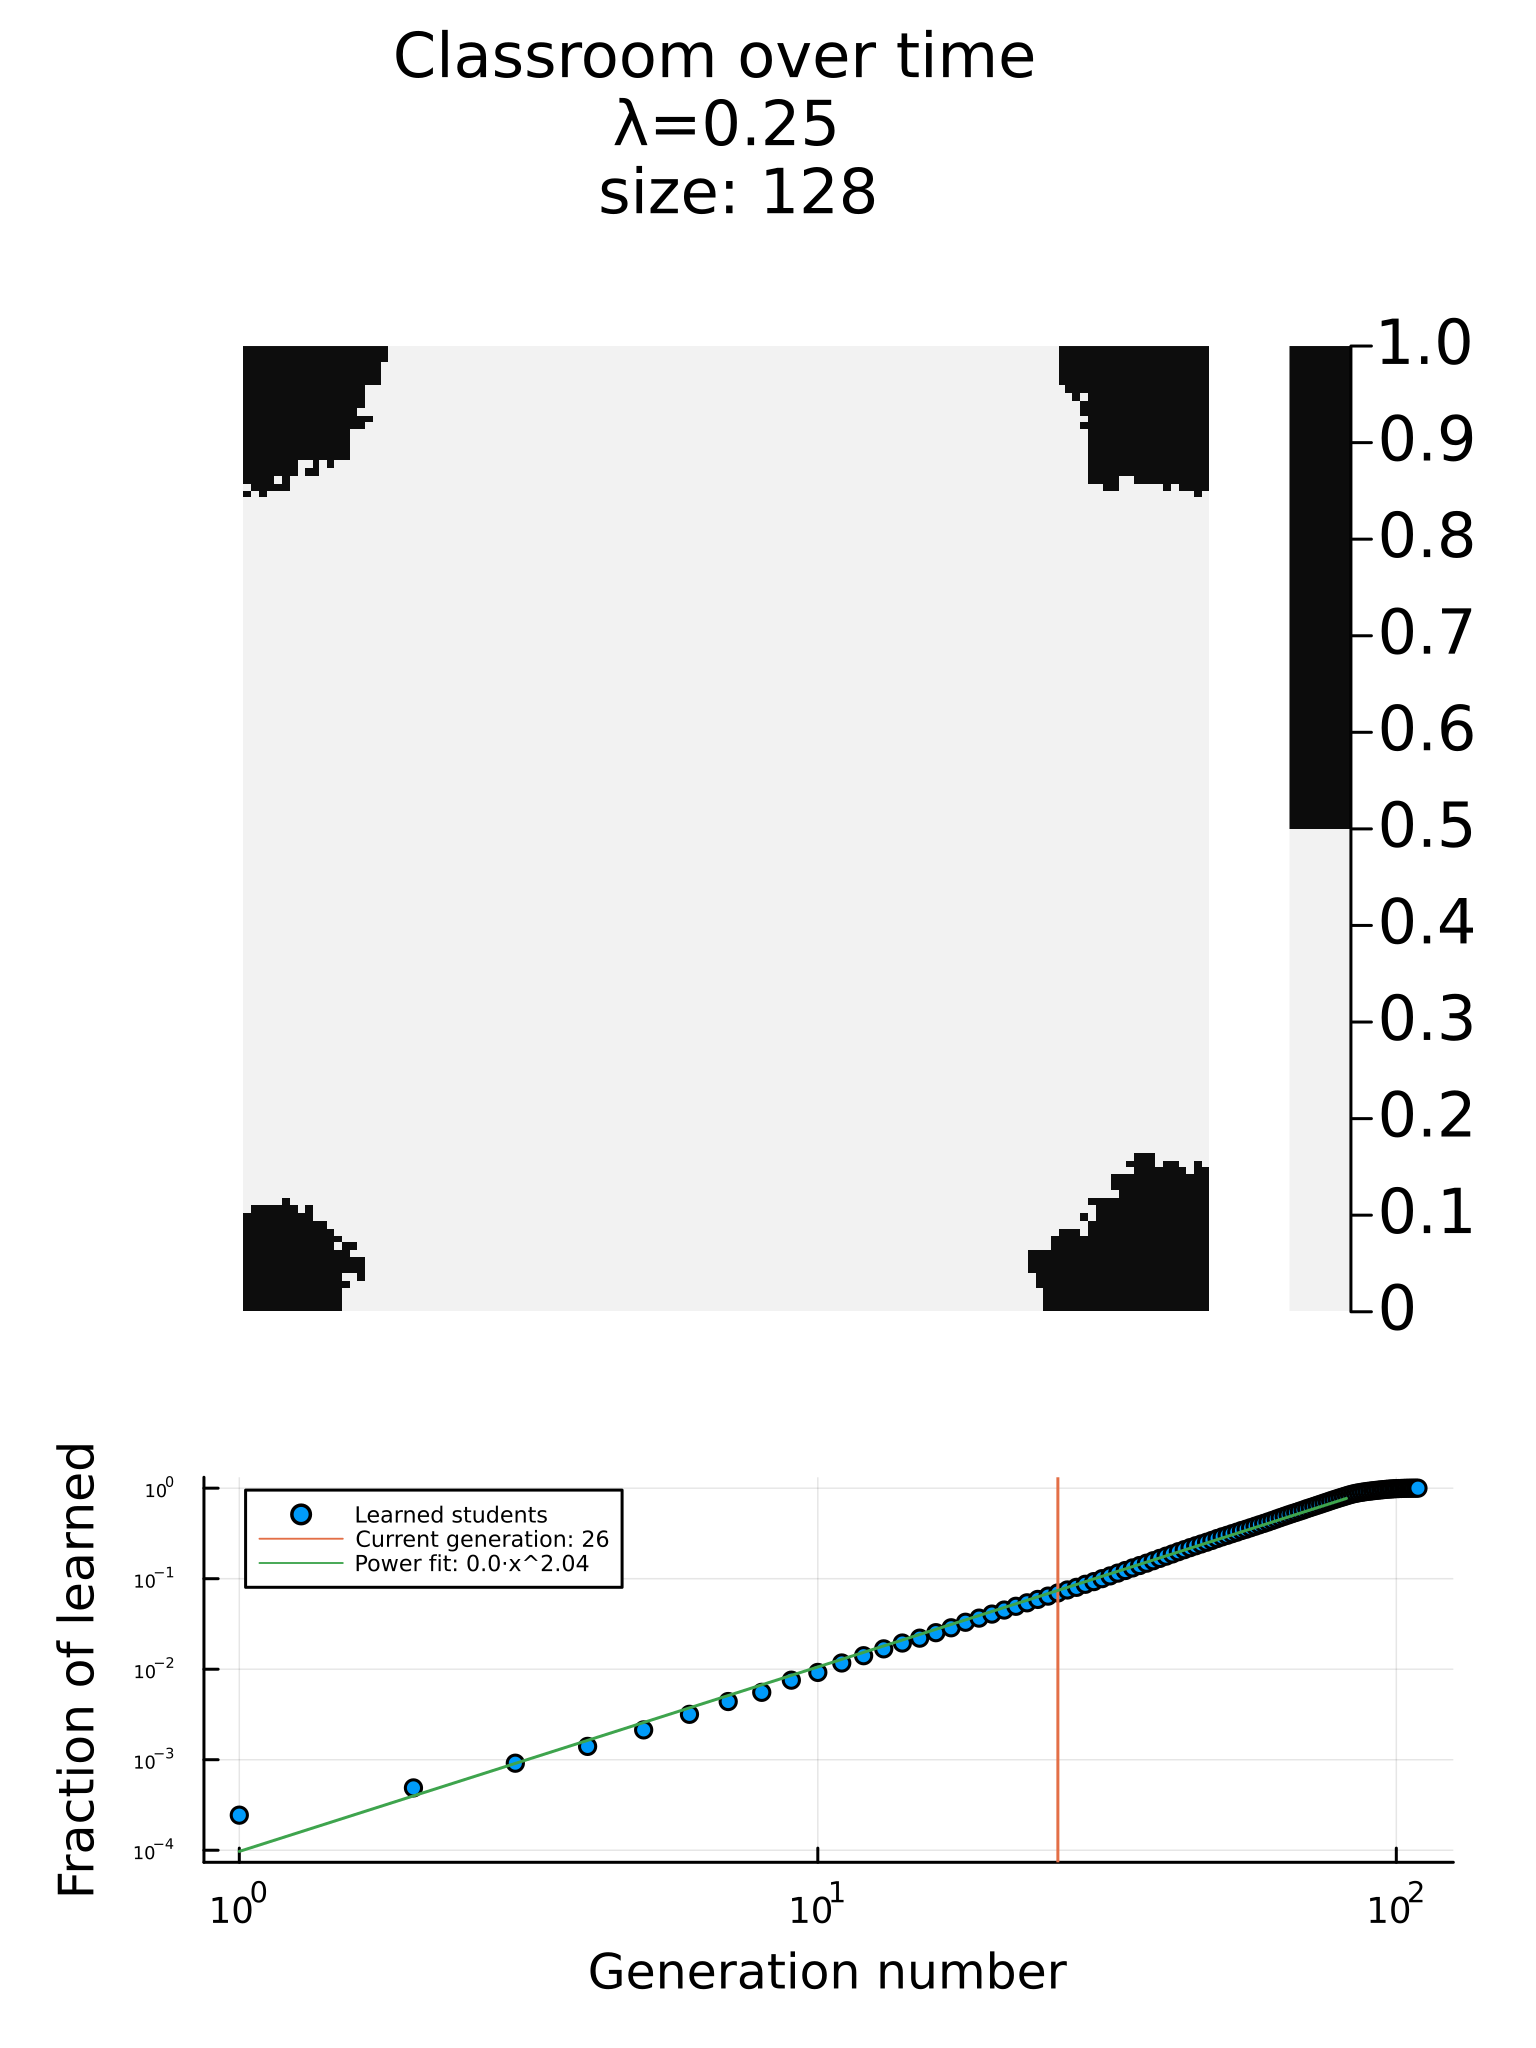 Classroom over time
λ=0.25
size: 128
1.0
0.9
0.8
0.7
0.6
0.5
0.4
0.3
0.2
0.1
0
Fraction of learned
10^0
10^-1
10^-2
10^-3
10^-4
Learned students
Current generation: 26
Power fit: 0.0·x^2.04
10^0 10^1 10^2
Generation number